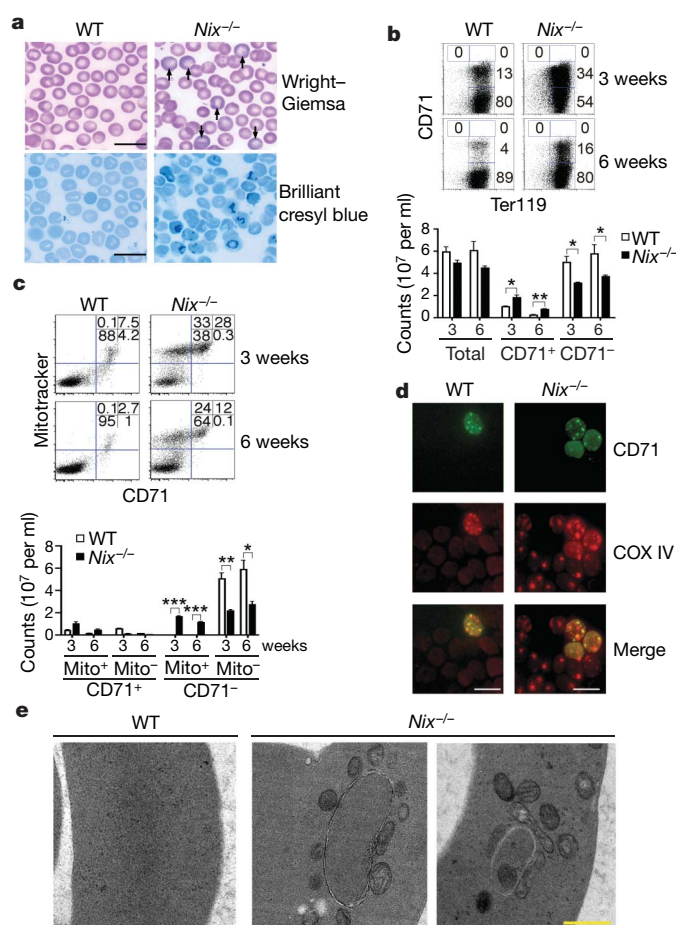 a
WT
Nix–/–
Wright–
Giemsa
Brilliant
cresyl blue
b
WT
Nix–/–
CD71
0 0
13
80
0 0
34
54
3 weeks
0 0
4
89
0 0
16
80
6 weeks
Ter119
Counts (10⁷ per ml)
8
6
4
2
0
WT
Nix–/–
*
**
*
*
3 6 3 6 3 6
Total CD71+ CD71–
c
WT
Nix–/–
Mitotracker
0.1 7.5
88 4.2
33 28
38 0.3
3 weeks
0.1 2.7
95 1
24 12
64 0.1
6 weeks
CD71
Counts (10⁷ per ml)
8
6
4
2
0
WT
Nix–/–
***
***
**
*
3 6 3 6 3 6 3 6 weeks
Mito+ Mito– Mito+ Mito–
CD71+ CD71–
d
WT
Nix–/–
CD71
COX IV
Merge
e
WT
Nix–/–